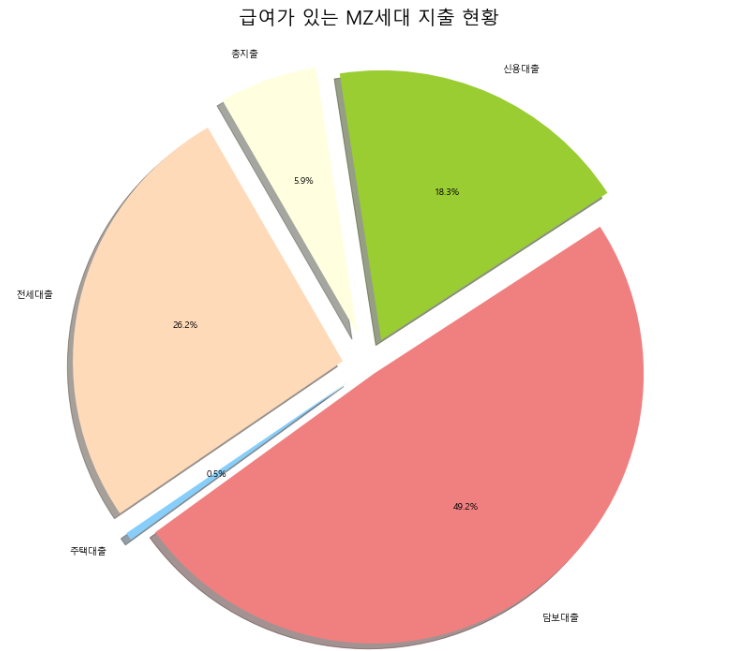 급여가 있는 MZ세대 지출 현황
총지출
신용대출
5.9%
18.3%
전세대출
26.2%
0.5%
49.2%
주택대출
담보대출